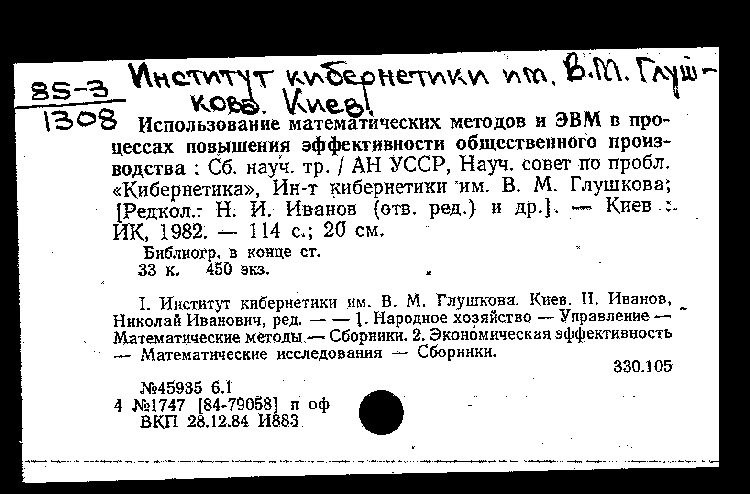 Институт кибернетики им. В.М. Глуш-
85-3
кова. Киев.
1308
Использование математических методов и ЭВМ в про-
цессах повышения эффективности общественного произ-
водства : Сб. науч. тр. / АН УССР, Науч. совет по пробл.
«Кибернетика», Ин-т кибернетики им. В. М. Глушкова;
[Редкол.: Н. И. Иванов (отв. ред.) и др.]. — Киев :
ИК, 1982. — 114 с.; 20 см.
Библиогр. в конце ст.
33 к. 450 экз.
I. Институт кибернетики им. В. М. Глушкова. Киев. II. Иванов,
Николай Иванович, ред. — — 1. Народное хозяйство — Управление —
Математические методы — Сборники. 2. Экономическая эффективность
— Математические исследования — Сборники.
330.105
№45935 6.1
4 №1747 [84-79058] п оф
ВКП 28.12.84 И883